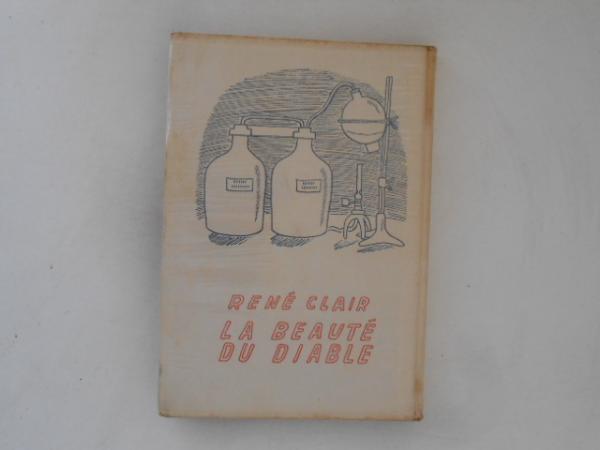 RENÉ CLAIR
LA BEAUTÉ
DU DIABLE